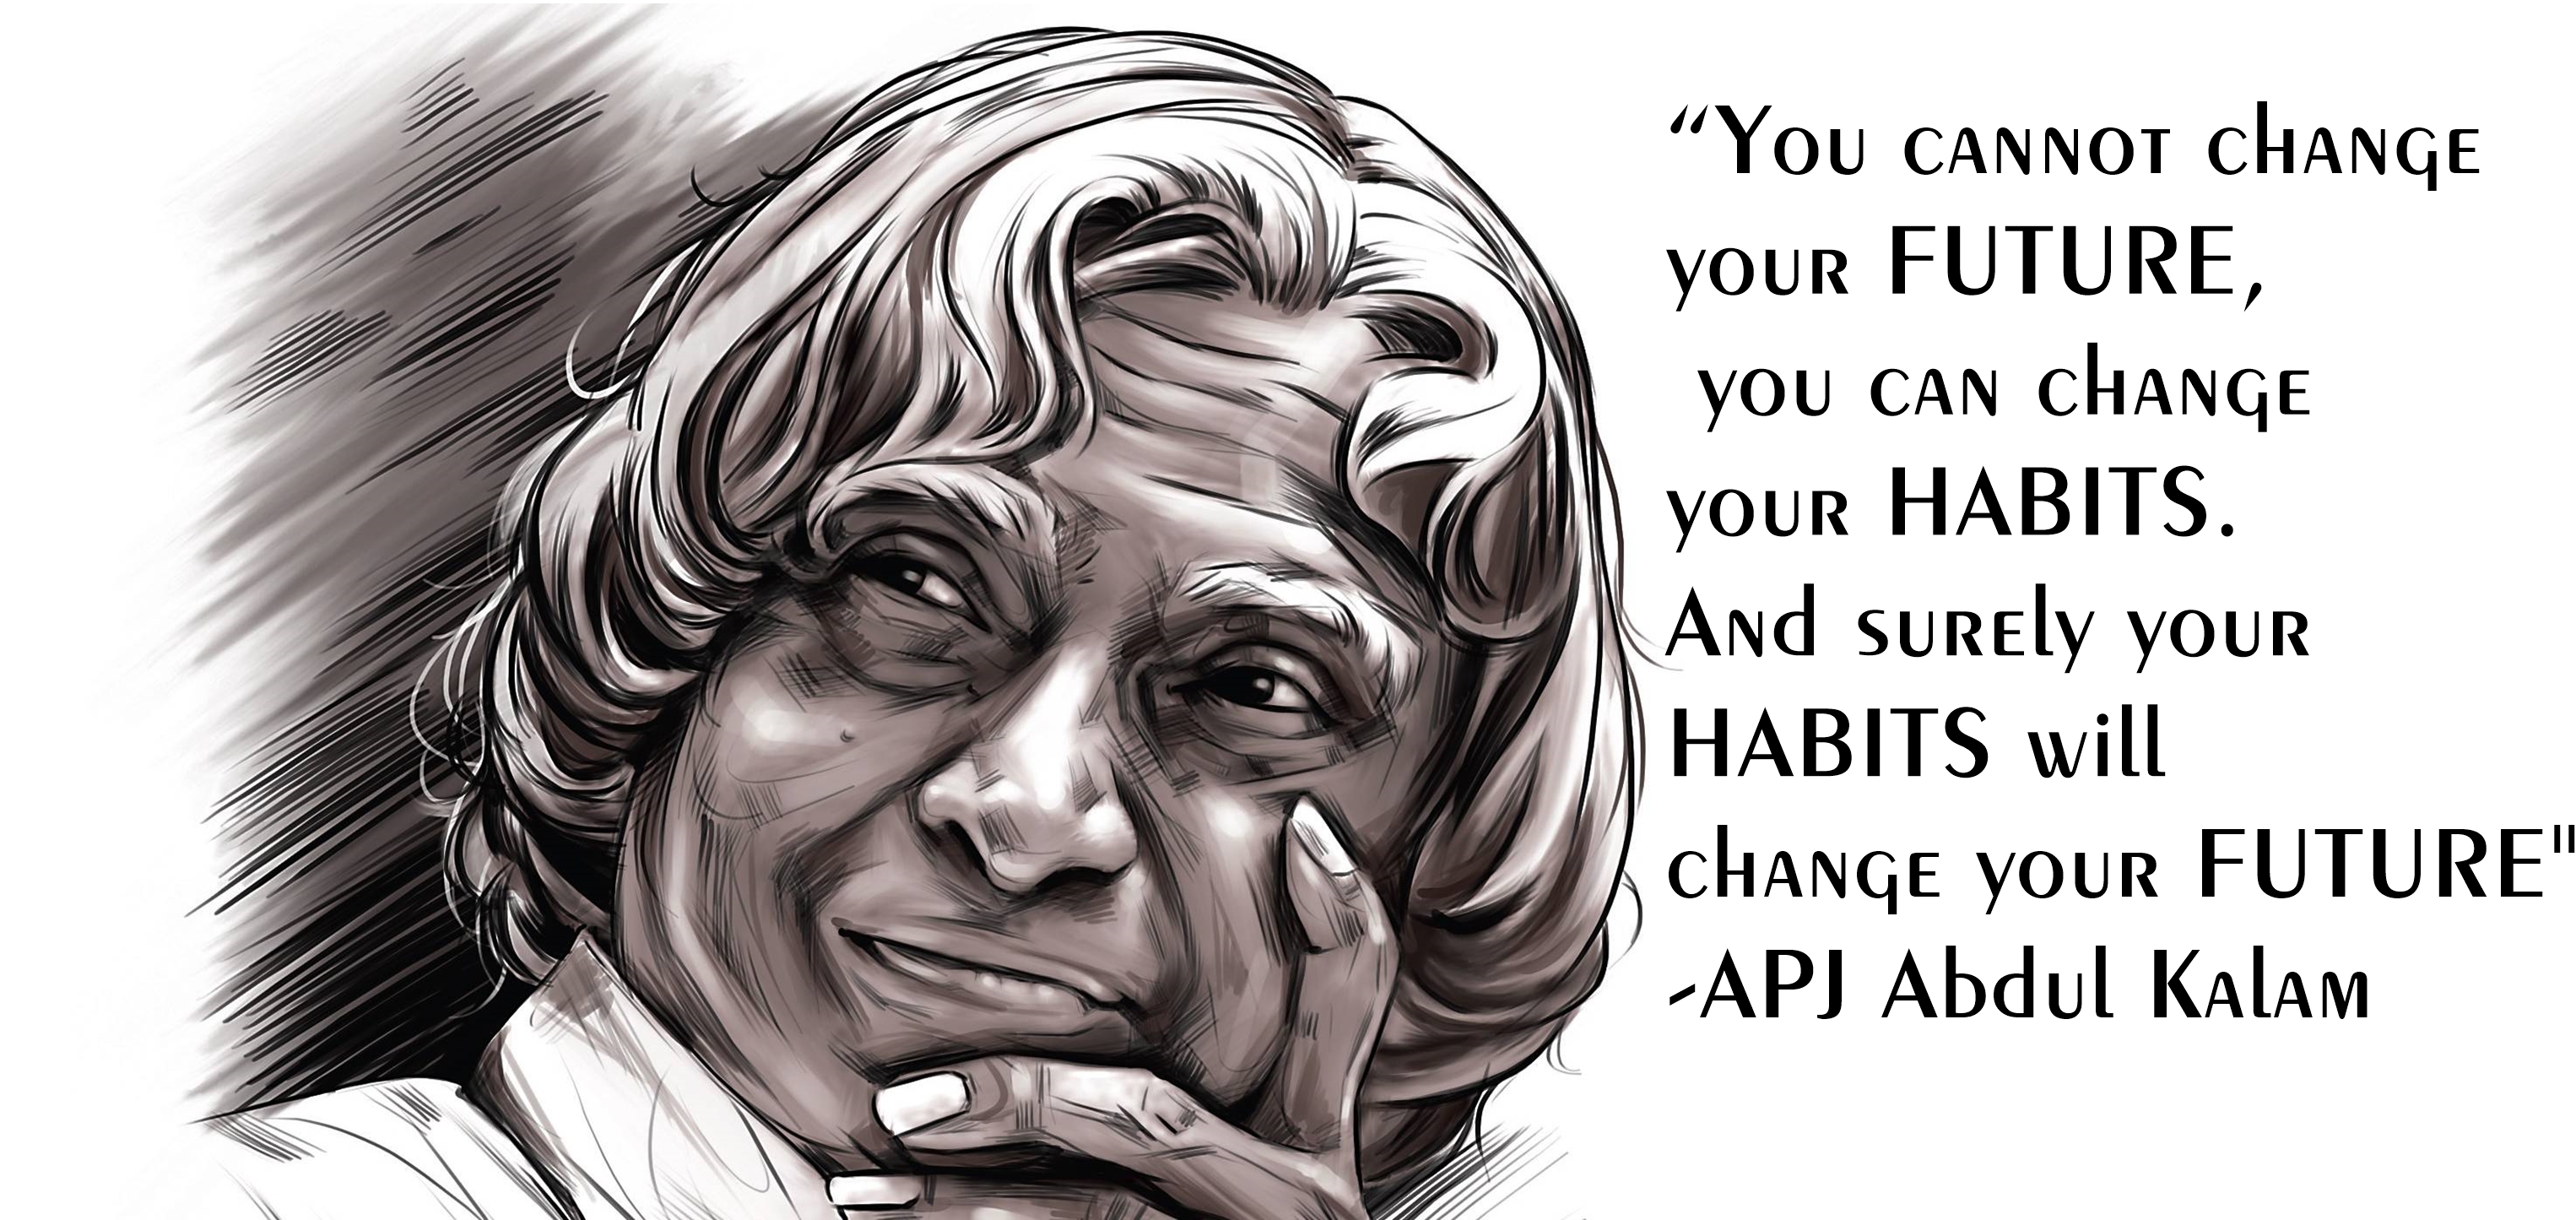 “You cannot change
your FUTURE,
you can change
your HABITS.
And surely your
HABITS will
change your FUTURE"
-APJ Abdul Kalam